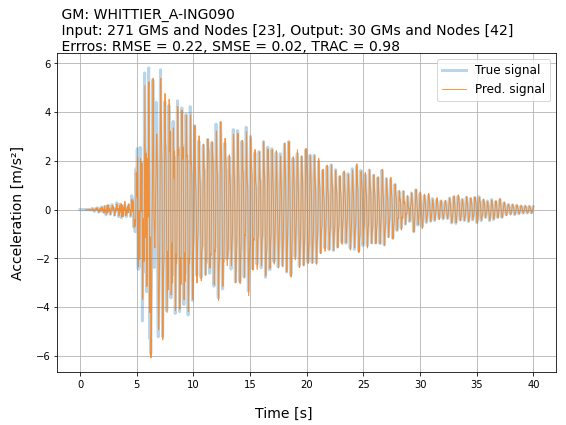 GM: WHITTIER_A-ING090
Input: 271 GMs and Nodes [23], Output: 30 GMs and Nodes [42]
Erros: RMSE = 0.22, SMSE = 0.02, TRAC = 0.98
True signal
Pred. signal
Acceleration [m/s²]
6
4
2
0
−2
−4
−6
0
5
10
15
20
25
30
35
40
Time [s]